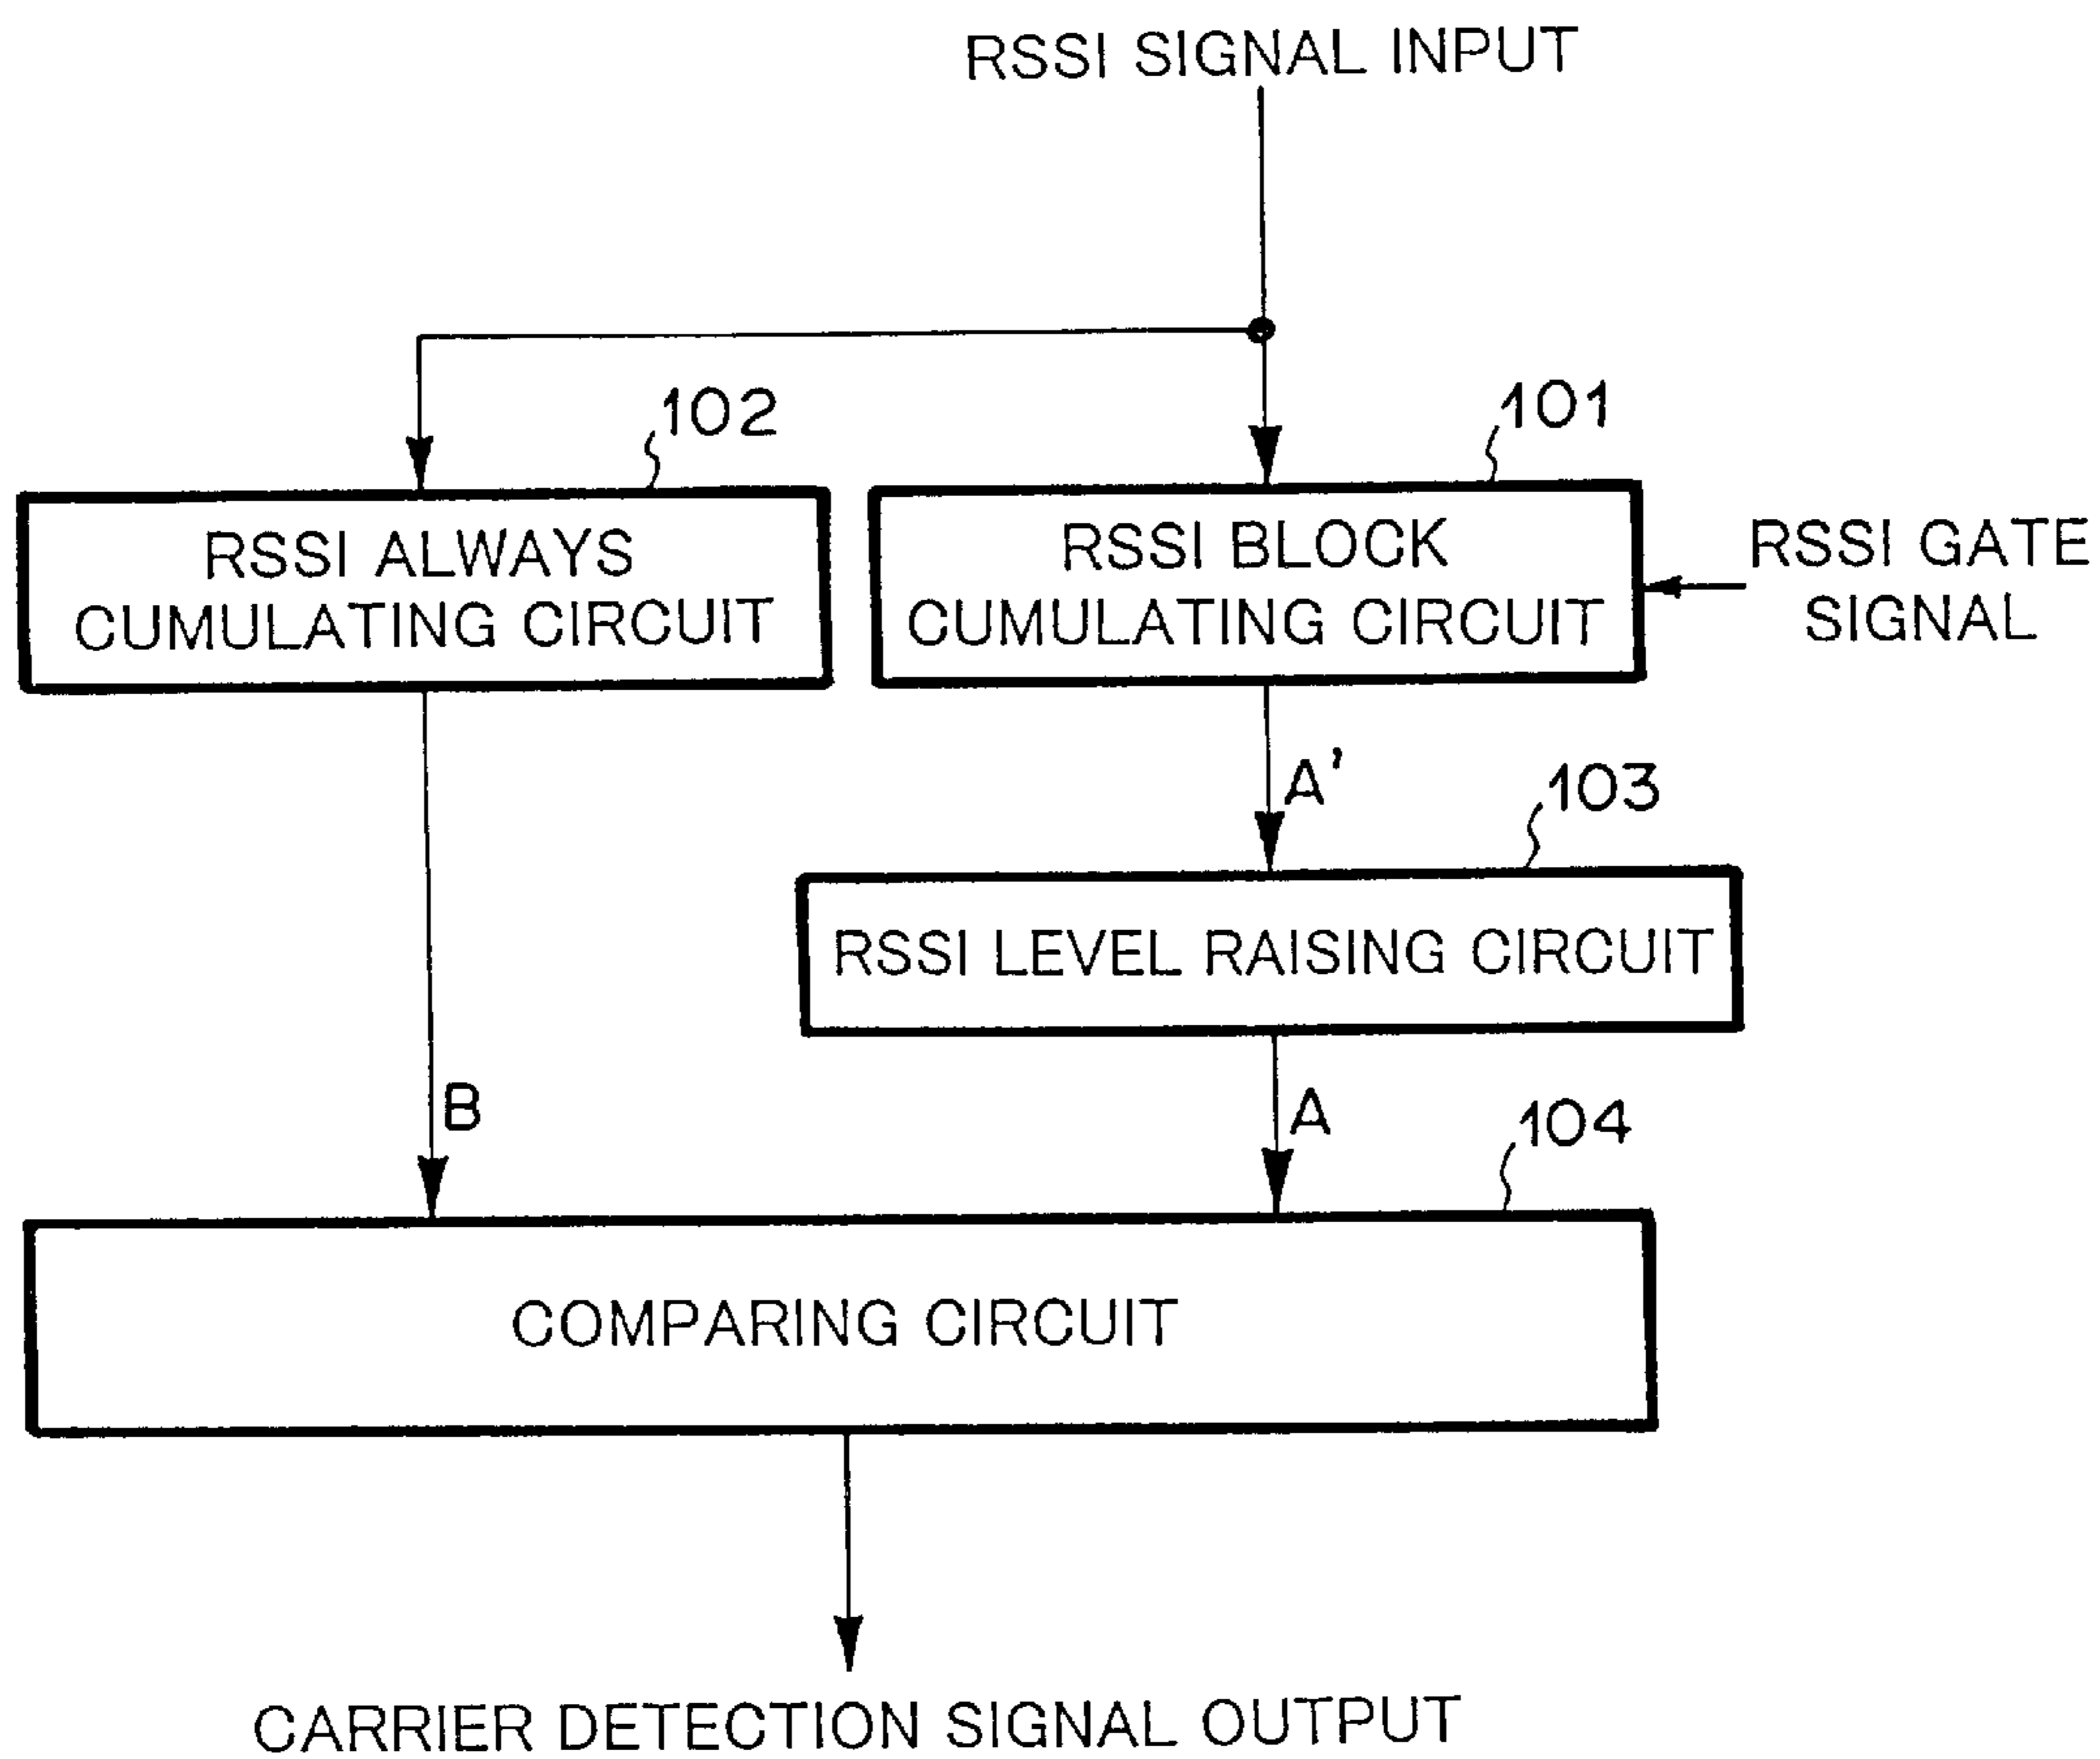 RSSI SIGNAL INPUT
102
101
RSSI ALWAYS
CUMULATING CIRCUIT
RSSI BLOCK
CUMULATING CIRCUIT
RSSI GATE
SIGNAL
A'
103
RSSI LEVEL RAISING CIRCUIT
B
A
104
COMPARING CIRCUIT
CARRIER DETECTION SIGNAL OUTPUT